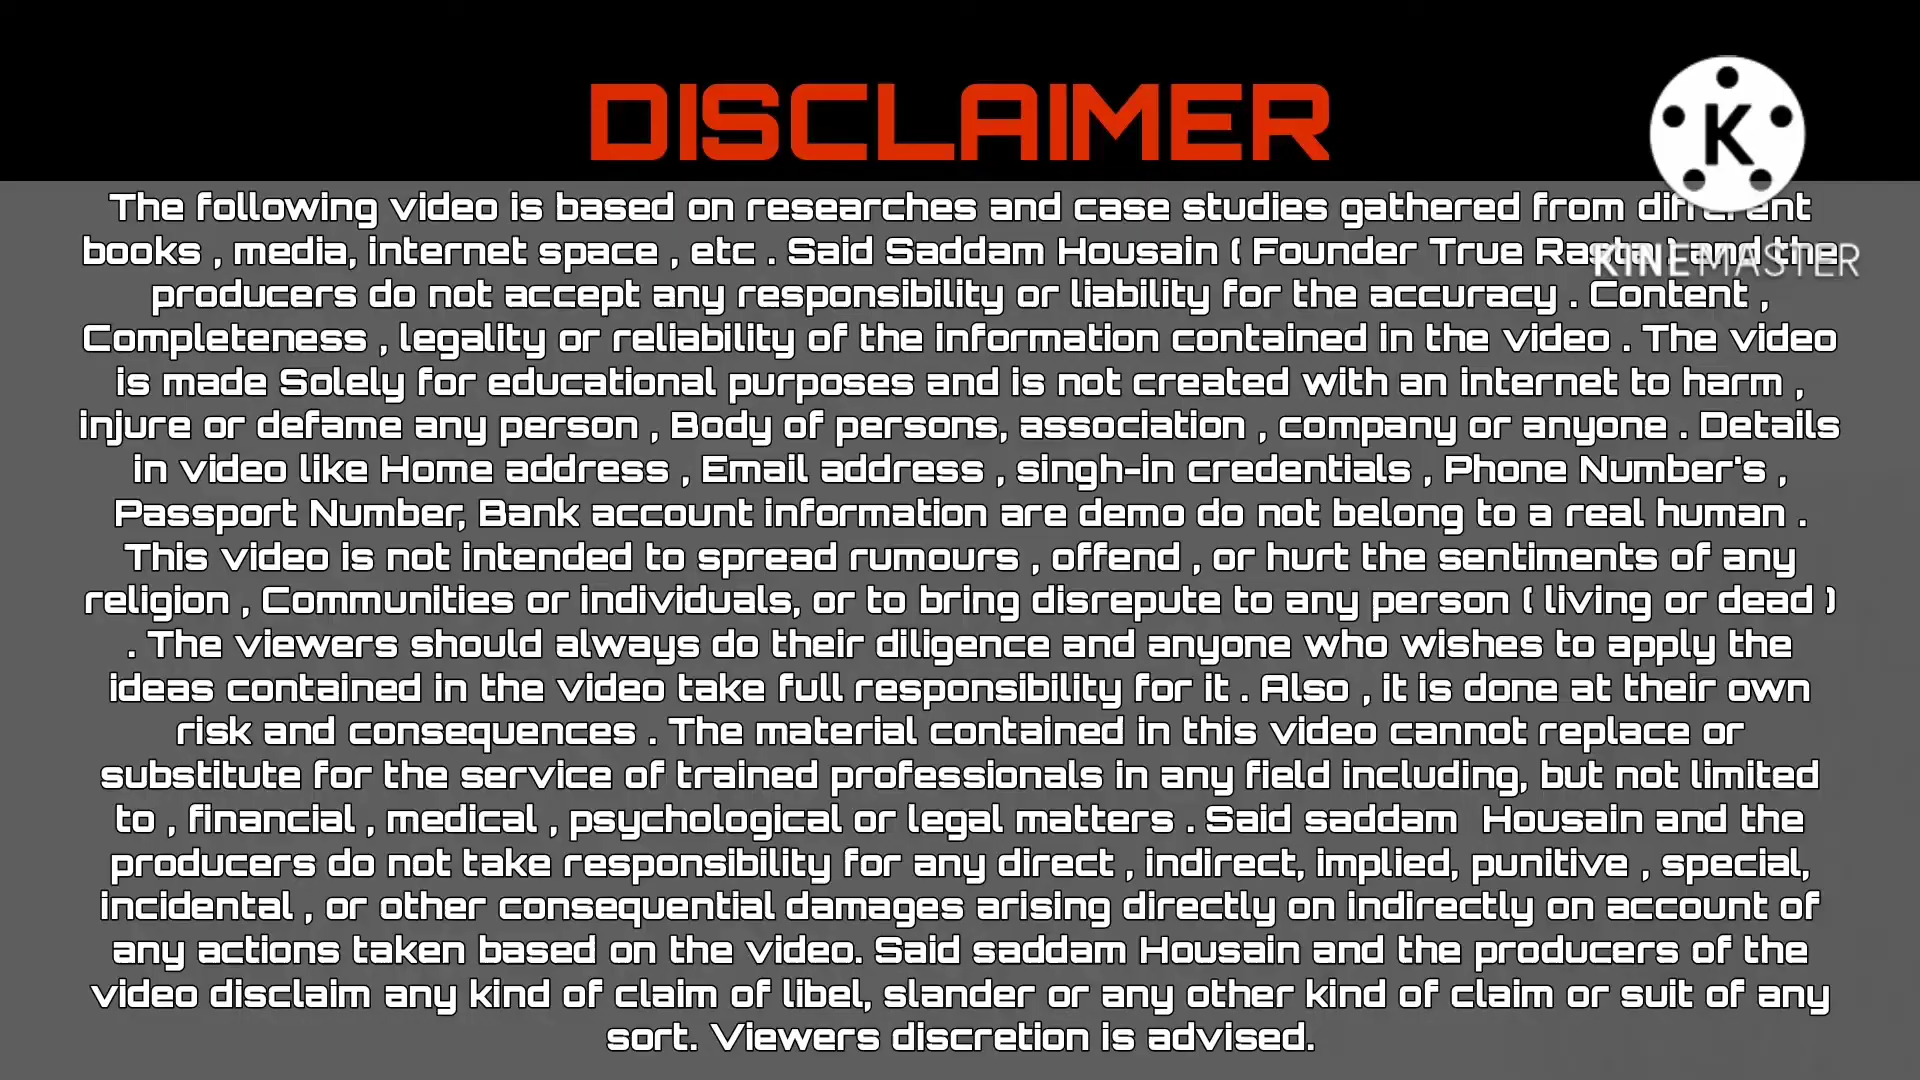 DISCLAIMER
K
KINEMASTER
The following video is based on researches and case studies gathered from different
books , media, internet space , etc . Said Saddam Housain ( Founder True Rasta ) and the
producers do not accept any responsibility or liability for the accuracy . Content ,
Completeness , legality or reliability of the information contained in the video . The video
is made Solely for educational purposes and is not created with an internet to harm ,
injure or defame any person , Body of persons, association , company or anyone . Details
in video like Home address , Email address , singh-in credentials , Phone Number's ,
Passport Number, Bank account information are demo do not belong to a real human .
This video is not intended to spread rumours , offend , or hurt the sentiments of any
religion , Communities or individuals, or to bring disrepute to any person ( living or dead )
. The viewers should always do their diligence and anyone who wishes to apply the
ideas contained in the video take full responsibility for it . Also , it is done at their own
risk and consequences . The material contained in this video cannot replace or
substitute for the service of trained professionals in any field including, but not limited
to , financial , medical , psychological or legal matters . Said saddam Housain and the
producers do not take responsibility for any direct , indirect, implied, punitive , special,
incidental , or other consequential damages arising directly on indirectly on account of
any actions taken based on the video. Said saddam Housain and the producers of the
video disclaim any kind of claim of libel, slander or any other kind of claim or suit of any
sort. Viewers discretion is advised.